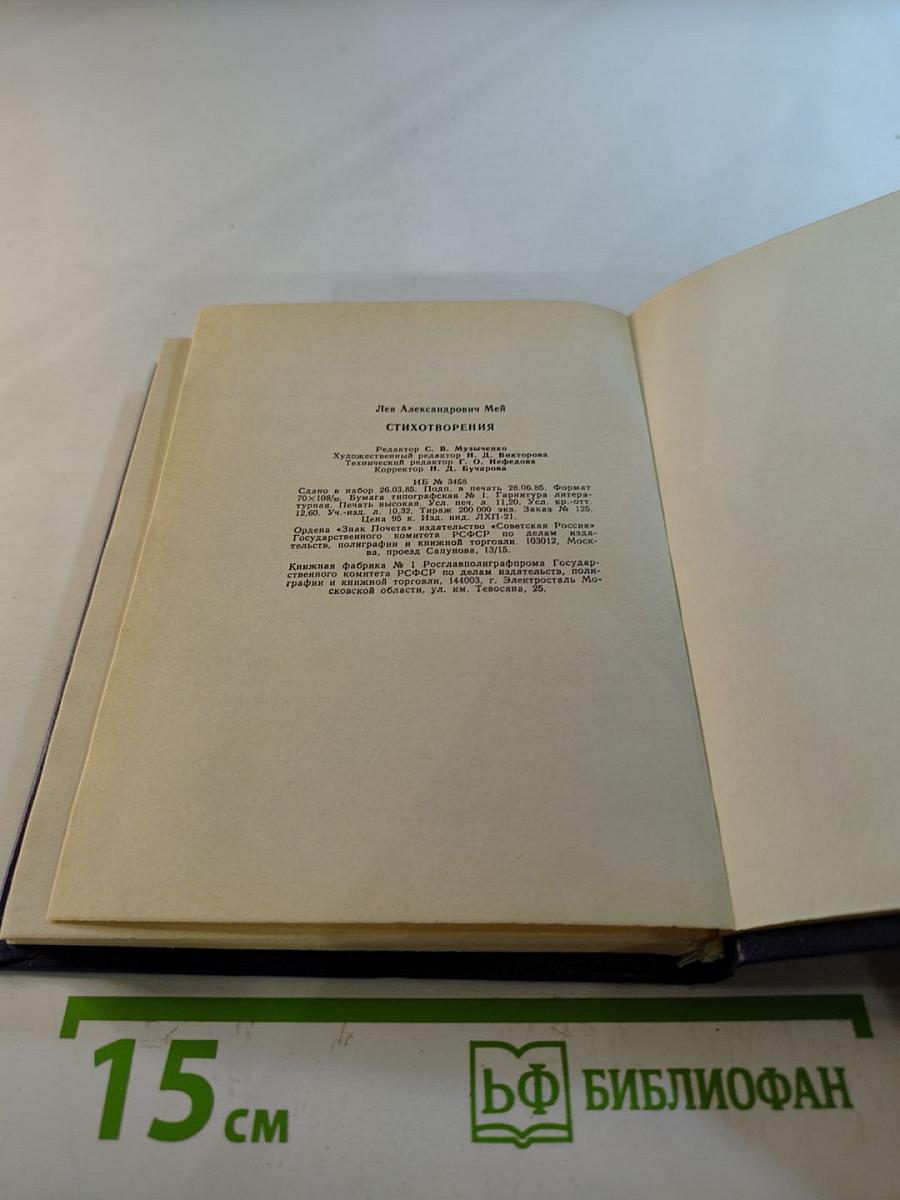 Лев Александрович Мей
СТИХОТВОРЕНИЯ
Редактор С. В. Музыченко
Художественный редактор Н. Д. Викторова
Технический редактор Г. О. Нефедова
Корректор Н. Д. Бучарова
ИБ № 3458
Сдано в набор 26.03.85. Подп. в печать 28.06.85. Формат
70×108/32. Бумага типографская № 1. Гарнитура литера-
турная. Печать высокая. Усл. печ. л. 11,20. Усл. кр.-отт.
12,60. Уч.-изд. л. 10,32. Тираж 200 000 экз. Заказ № 125.
Цена 95 к. Изд. инд. ЛХП-21.
Ордена «Знак Почета» издательство «Советская Россия»
Государственного комитета РСФСР по делам изда-
тельств, полиграфии и книжной торговли. 103012, Моск-
ва, проезд Сапунова, 13/15.
Книжная фабрика № 1 Росглавполиграфпрома Государ-
ственного комитета РСФСР по делам издательств, поли-
графии и книжной торговли, 144003, г. Электросталь Мо-
сковской области, ул. им. Тевосяна, 25.
15 см
БФ БИБЛИОФАН